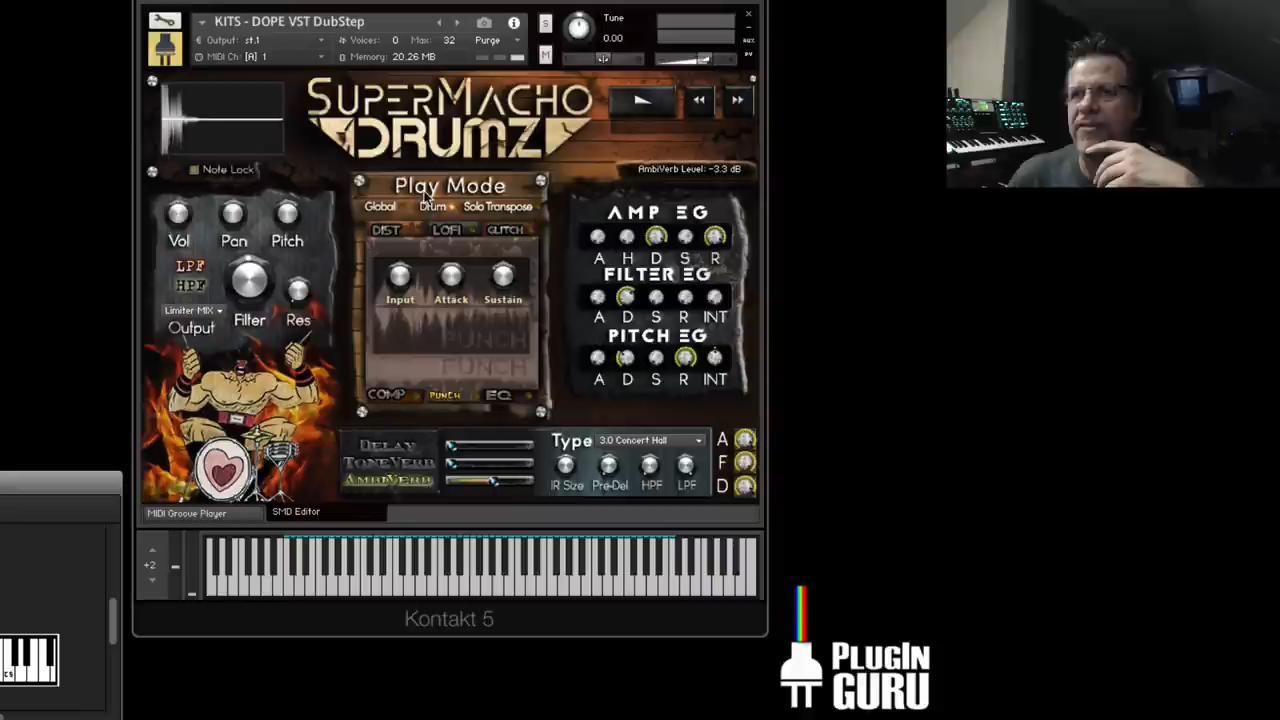 KITS - DOPE VST DubStep
Output: st.1
Voices: 0 Max: 32 Purge
MIDI Ch: [A] 1
Memory: 20.26 MB
S
M
Tune
0.00
AUX
PV
SuperMacho
DRUMZ
Note Lock
AmbiVerb Level: -3.3 dB
Play Mode
Global Drum Solo Transpose
DIST LOFI GLITCH
Vol Pan Pitch
LPF
HPF
Limiter MIX
Output
Filter
Res
Input Attack Sustain
PUNCH
PUNCH
COMP PUNCH EQ
AMP EG
A H D S R
FILTER EG
A D S R INT
PITCH EG
A D S R INT
DELAY
TONEVERB
AMBIVERB
Type 3.0 Concert Hall
IR Size Pre-Del HPF LPF
A
F
D
MIDI Groove Player
SMD Editor
+2
Kontakt 5
PlugIn
Guru